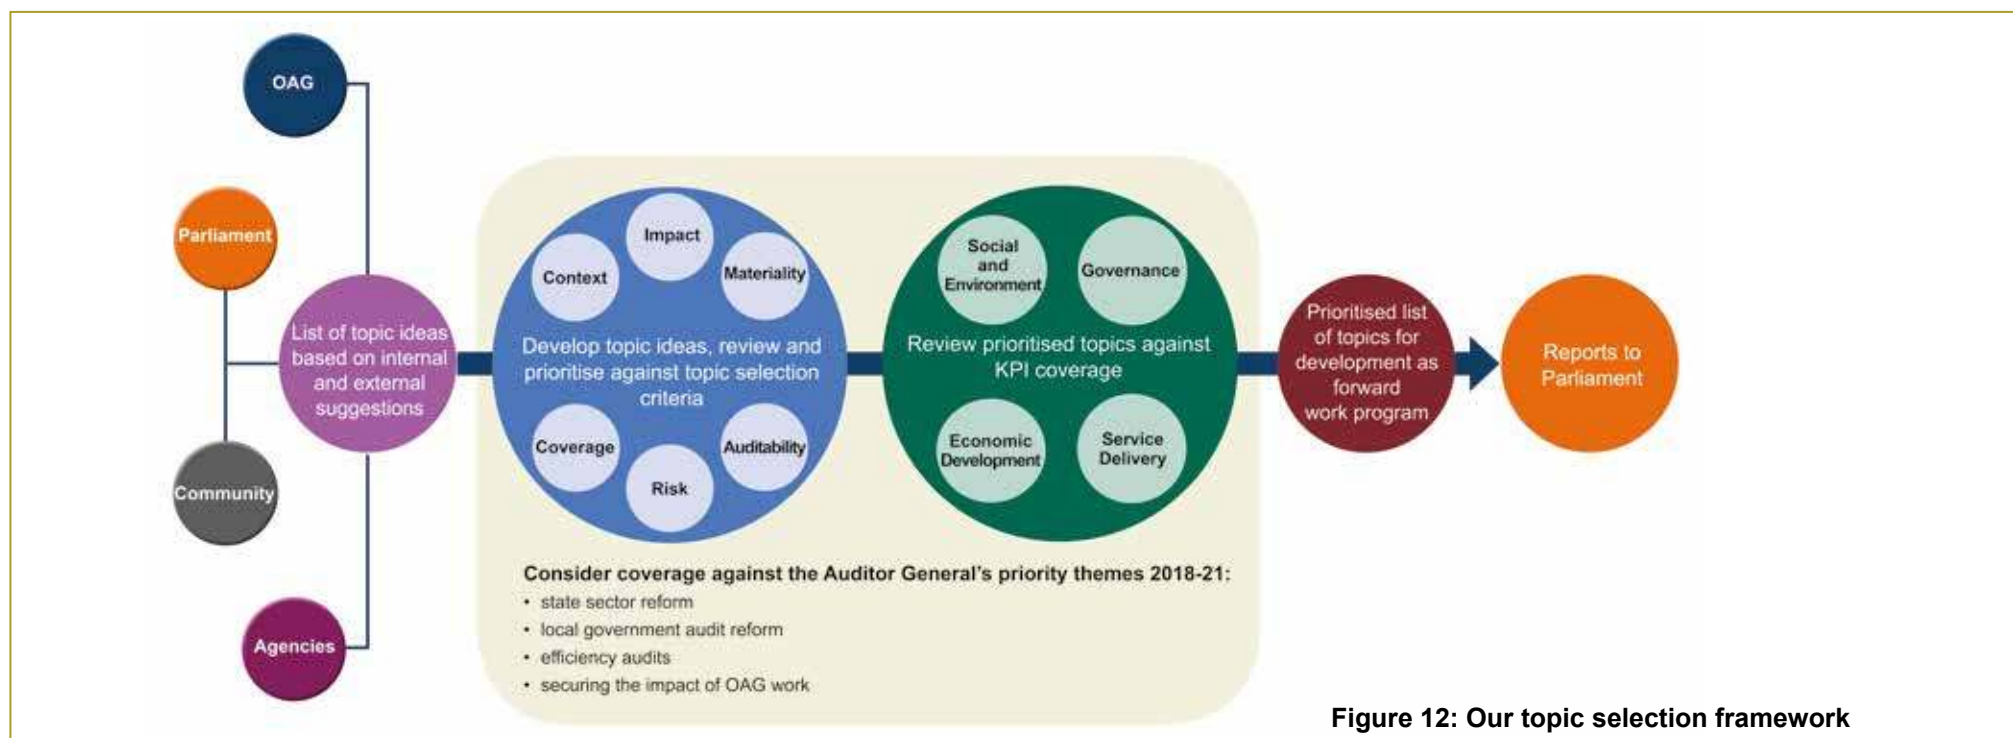 OAG
Parliament
Community
Agencies
List of topic ideas
based on internal
and external
suggestions
Impact
Context
Materiality
Develop topic ideas, review and
prioritise against topic selection
criteria
Coverage
Auditability
Risk
Social
and
Environment
Governance
Review prioritised topics against
KPI coverage
Economic
Development
Service
Delivery
Prioritised list
of topics for
development as
forward
work program
Reports to
Parliament
Consider coverage against the Auditor General's priority themes 2018-21:
• state sector reform
• local government audit reform
• efficiency audits
• securing the impact of OAG work
Figure 12: Our topic selection framework